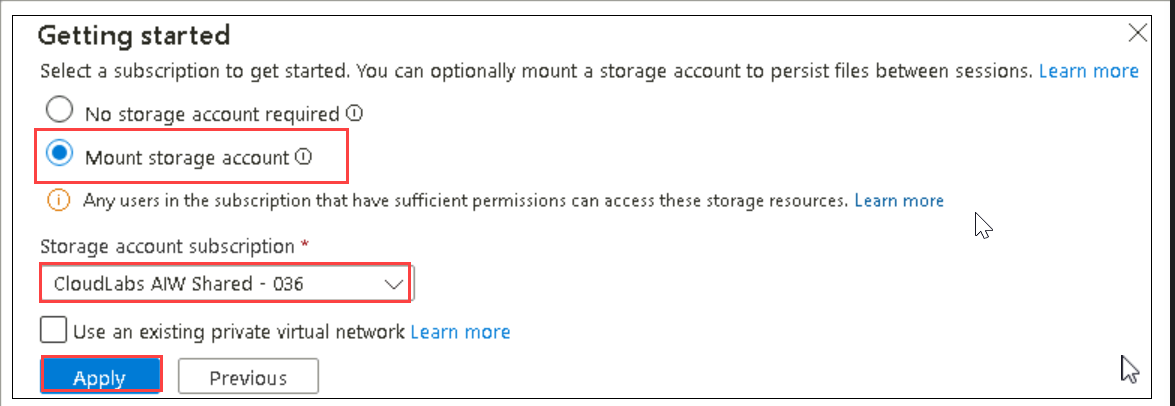 Getting started
Select a subscription to get started. You can optionally mount a storage account to persist files between sessions. Learn more
No storage account required
Mount storage account
Any users in the subscription that have sufficient permissions can access these storage resources. Learn more
Storage account subscription *
CloudLabs AIW Shared - 036
Use an existing private virtual network Learn more
Apply Previous